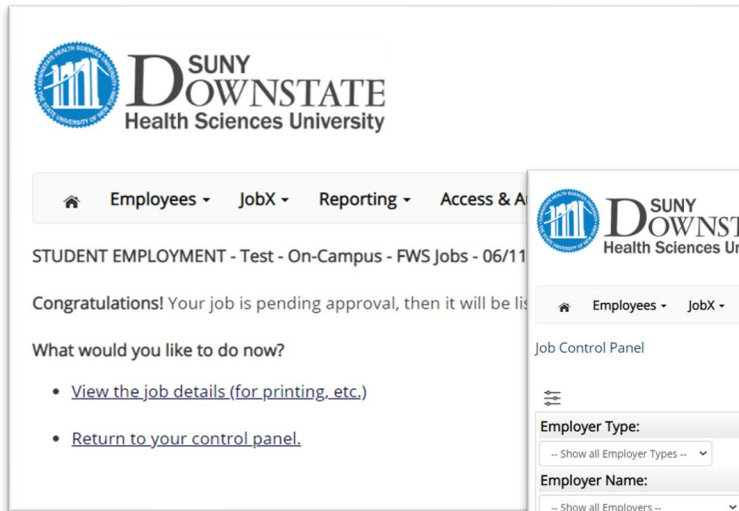 SUNY
DOWNSTATE
Health Sciences University
Employees
JobX
Reporting
Access & A
STUDENT EMPLOYMENT - Test - On-Campus - FWS Jobs - 06/11
Congratulations! Your job is pending approval, then it will be lis
What would you like to do now?
• View the job details (for printing, etc.)
• Return to your control panel.
SUNY
DOWNST
Health Sciences Un
Employees
JobX
Job Control Panel
Employer Type:
-- Show all Employer Types --
Employer Name:
-- Show all Employers --